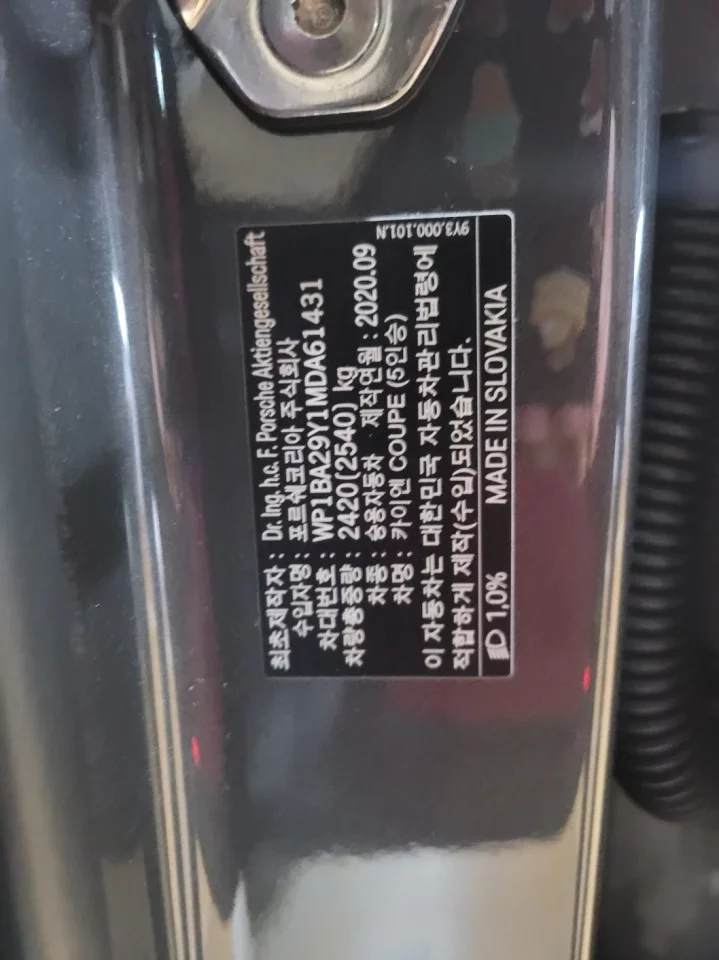 최초제작자 : Dr. Ing. h.c. F. Porsche Aktiengesellschaft
수입자명 : 포르쉐코리아 주식회사
차대번호 : WP1BA29Y1MDA61431
차량총중량 : 2420(2540) kg
차종 : 승용자동차 제작연월 : 2020.09
차명 : 카이엔 COUPE (5인승)
이 자동차는 대한민국 자동차관리법령에
적합하게 제작(수입)되었습니다.
1,0% MADE IN SLOVAKIA
9Y3.000.101.N